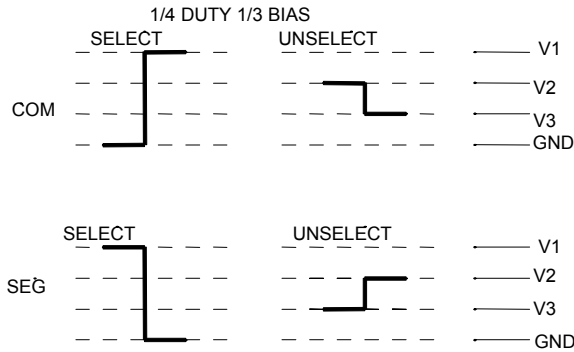 1/4 DUTY 1/3 BIAS
SELECT UNSELECT
V1
V2
COM
V3
GND
SELECT UNSELECT
V1
V2
SEG
V3
GND